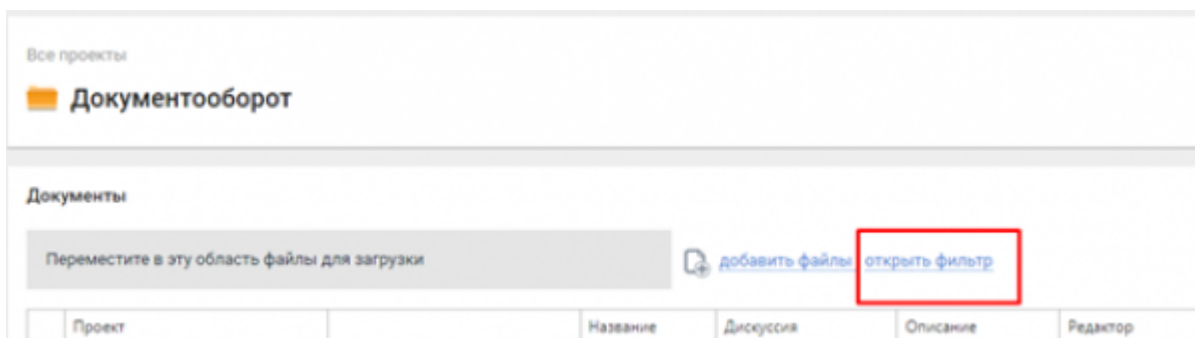 Все проекты
Документооборот
Документы
Переместите в эту область файлы для загрузки добавить файлы открыть фильтр
Проект Название Дискуссия Описание Редактор